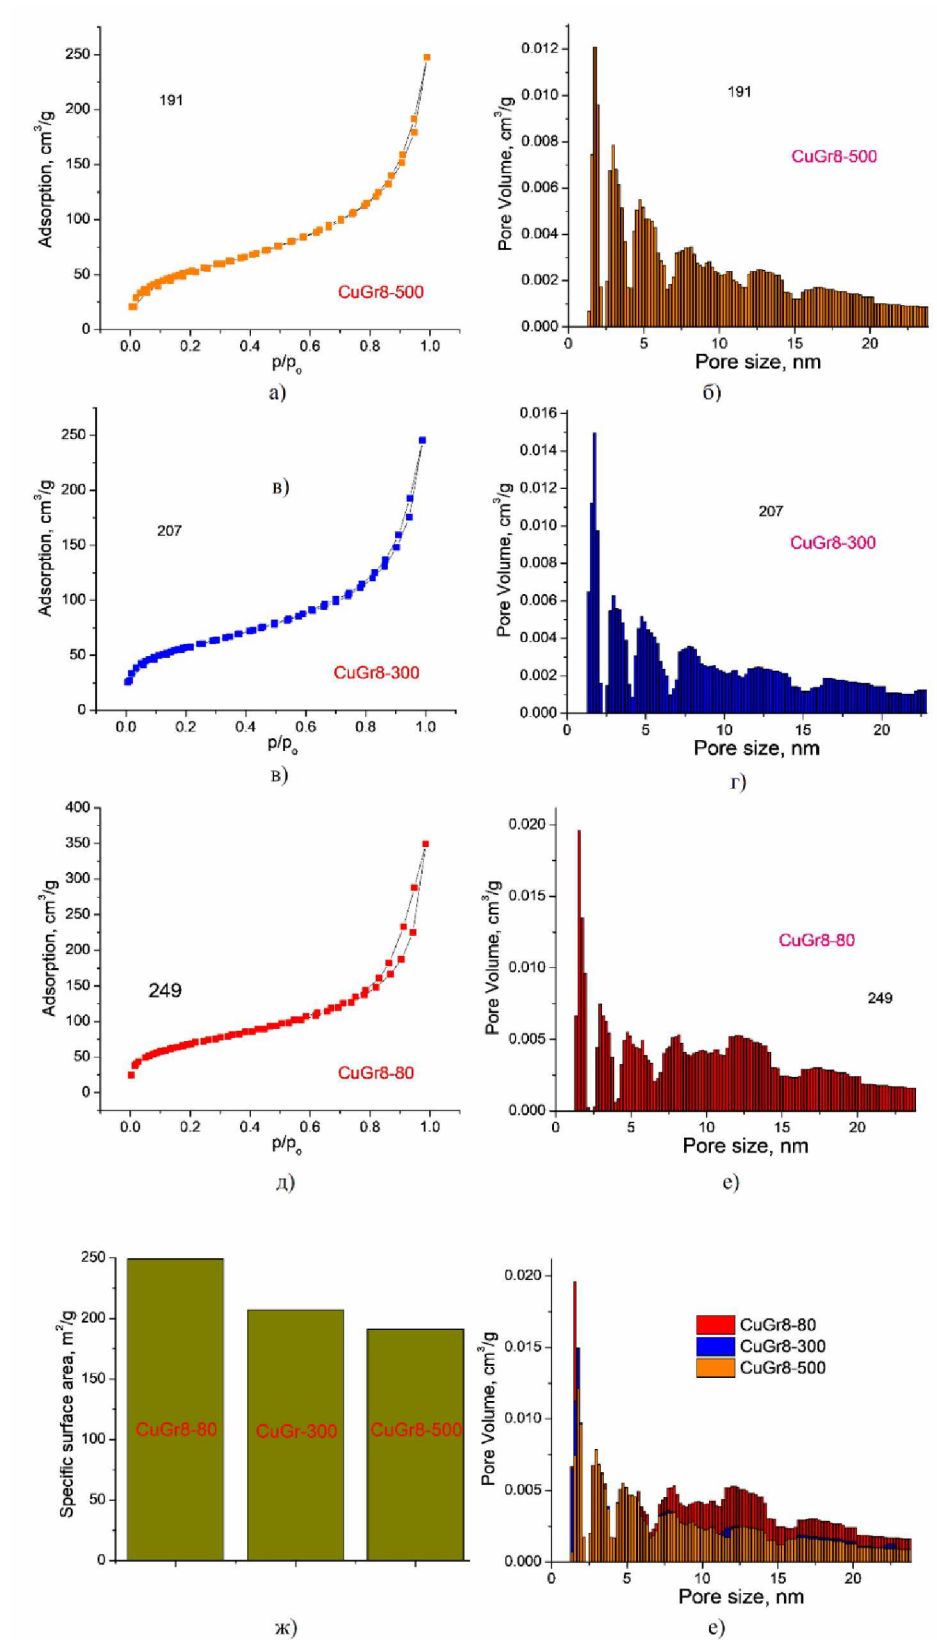 250
200
150
100
50
0
Adsorption, cm³/g
191
CuGr8-500
0.0 0.2 0.4 0.6 0.8 1.0
p/pₒ
а)
0.012
0.010
0.008
0.006
0.004
0.002
0.000
Pore Volume, cm³/g
191
CuGr8-500
0 5 10 15 20
Pore size, nm
б)
250
200
150
100
50
0
Adsorption, cm³/g
в)
207
CuGr8-300
0.0 0.2 0.4 0.6 0.8 1.0
p/pₒ
в)
0.016
0.014
0.012
0.010
0.008
0.006
0.004
0.002
0.000
Pore Volume, cm³/g
207
CuGr8-300
0 5 10 15 20
Pore size, nm
г)
400
350
300
250
200
150
100
50
0
Adsorption, cm³/g
249
CuGr8-80
0.0 0.2 0.4 0.6 0.8 1.0
p/pₒ
д)
0.020
0.015
0.010
0.005
0.000
Pore Volume, cm³/g
CuGr8-80
249
0 5 10 15 20
Pore size, nm
е)
250
200
150
100
50
0
Specific surface area, m²/g
CuGr8-80
CuGr-300
CuGr8-500
ж)
0.020
0.015
0.010
0.005
0.000
Pore Volume, cm³/g
CuGr8-80
CuGr8-300
CuGr8-500
0 5 10 15 20
Pore size, nm
е)